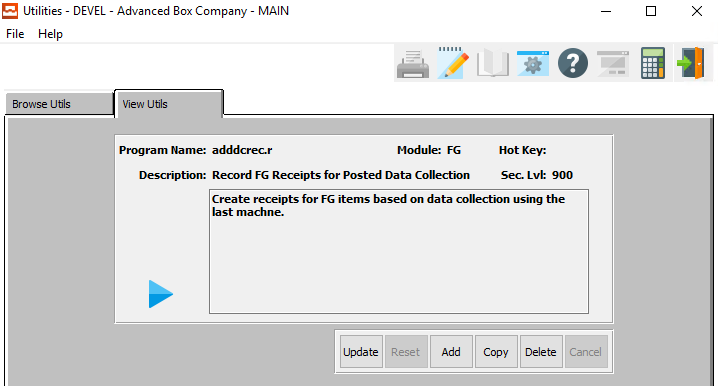 Utilities - DEVEL - Advanced Box Company - MAIN
File Help
Browse Utils View Utils
Program Name: adddcrec.r Module: FG Hot Key:
Description: Record FG Receipts for Posted Data Collection Sec. Lvl: 900
Create receipts for FG items based on data collection using the
last machne.
Update Reset Add Copy Delete Cancel